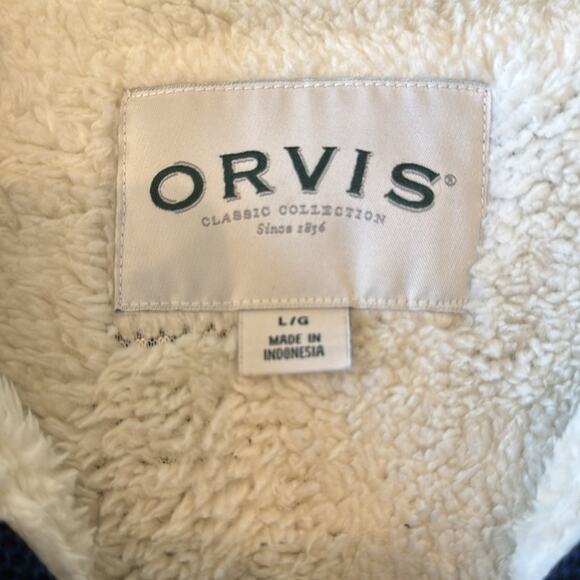 ORVIS®
CLASSIC COLLECTION
Since 1856
L/G
MADE IN
INDONESIA